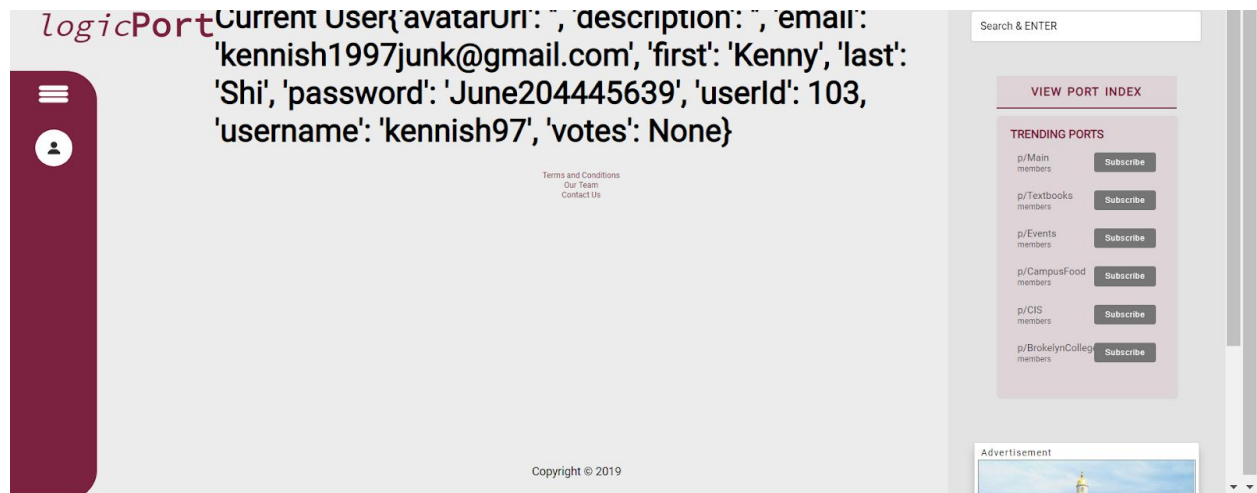 logicPort
Current User{'avatarUrl': '', 'description': '', 'email':
'kennish1997junk@gmail.com', 'first': 'Kenny', 'last':
'Shi', 'password': 'June204445639', 'userId': 103,
'username': 'kennish97', 'votes': None}
Terms and Conditions
Our Team
Contact Us
Copyright © 2019
Search & ENTER
VIEW PORT INDEX
TRENDING PORTS
p/Main
members
Subscribe
p/Textbooks
members
Subscribe
p/Events
members
Subscribe
p/CampusFood
members
Subscribe
p/CIS
members
Subscribe
p/BrokelynColleg
members
Subscribe
Advertisement